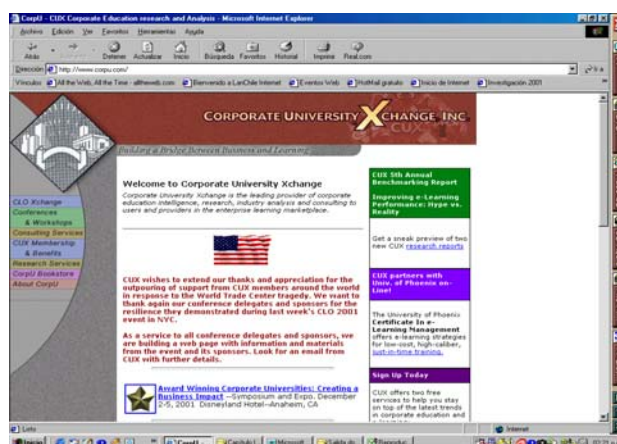 CorpU - CUX Corporate Education research and Analysis - Microsoft Internet Explorer
Archivo Edición Ver Favoritos Herramientas Ayuda
Atrás Detener Actualizar Inicio Búsqueda Favoritos Historial Imprimir Real.com
Dirección http://www.corpu.com/
Vínculos All the Web, All the Time - alltheweb.com Bienvenido a LanChile Internet Eventos Web HotMail gratuito Inicio de Internet Investigación 2001
CORPORATE UNIVERSITY XCHANGE, INC.
CUX
Building a Bridge Between Business and Learning
CLO Xchange
Conferences
& Workshops
Consulting Services
CUX Membership
& Benefits
Research Services
CorpU Bookstore
About CorpU
Welcome to Corporate University Xchange
Corporate University Xchange is the leading provider of corporate
education intelligence, research, industry analysis and consulting to
users and providers in the enterprise learning marketplace.
CUX wishes to extend our thanks and appreciation for the
outpouring of support from CUX members around the world
in response to the World Trade Center tragedy. We want to
thank again our conference delegates and sponsors for the
resilience they demonstrated during last week's CLO 2001
event in NYC.
As a service to all conference delegates and sponsors, we
are building a web page with information and materials
from the event and its sponsors. Look for an email from
CUX with further details.
Award Winning Corporate Universities: Creating a
Business Impact --Symposium and Expo. December
2-5, 2001 Disneyland Hotel--Anaheim, CA
CUX 5th Annual
Benchmarking Report
Improving e-Learning
Performance: Hype vs.
Reality
Get a sneak preview of two
new CUX research reports
CUX partners with
Univ. of Phoenix on-
Line!
The University of Phoenix
Certificate In e-
Learning Management
offers e-learning strategies
for low-cost, high-caliber,
just-in-time training.
Sign Up Today
CUX offers two free
services to help you stay
on top of the latest trends
in corporate education and
Listo Internet
Inicio CorpU - Capítulo Microsoft